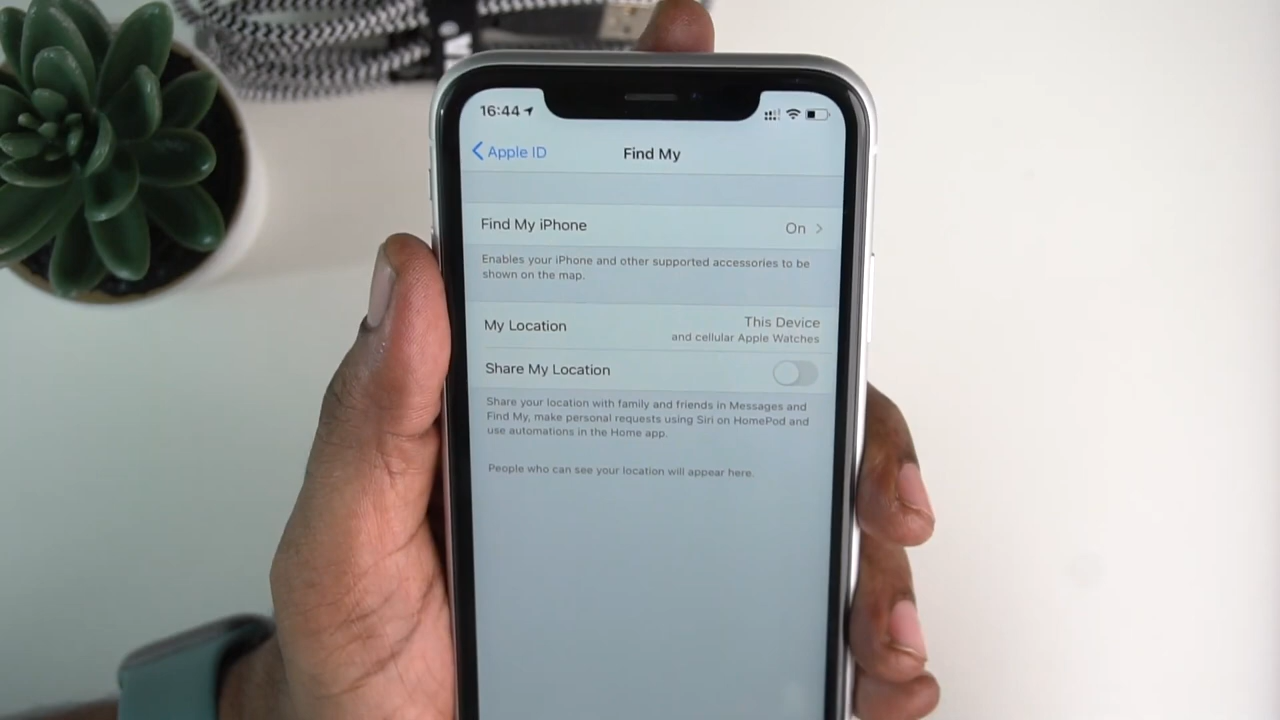 16:44
Apple ID
Find My
Find My iPhone
On
Enables your iPhone and other supported accessories to be
shown on the map.
My Location
This Device
and cellular Apple Watches
Share My Location
Share your location with family and friends in Messages and
Find My, make personal requests using Siri on HomePod and
use automations in the Home app.
People who can see your location will appear here.